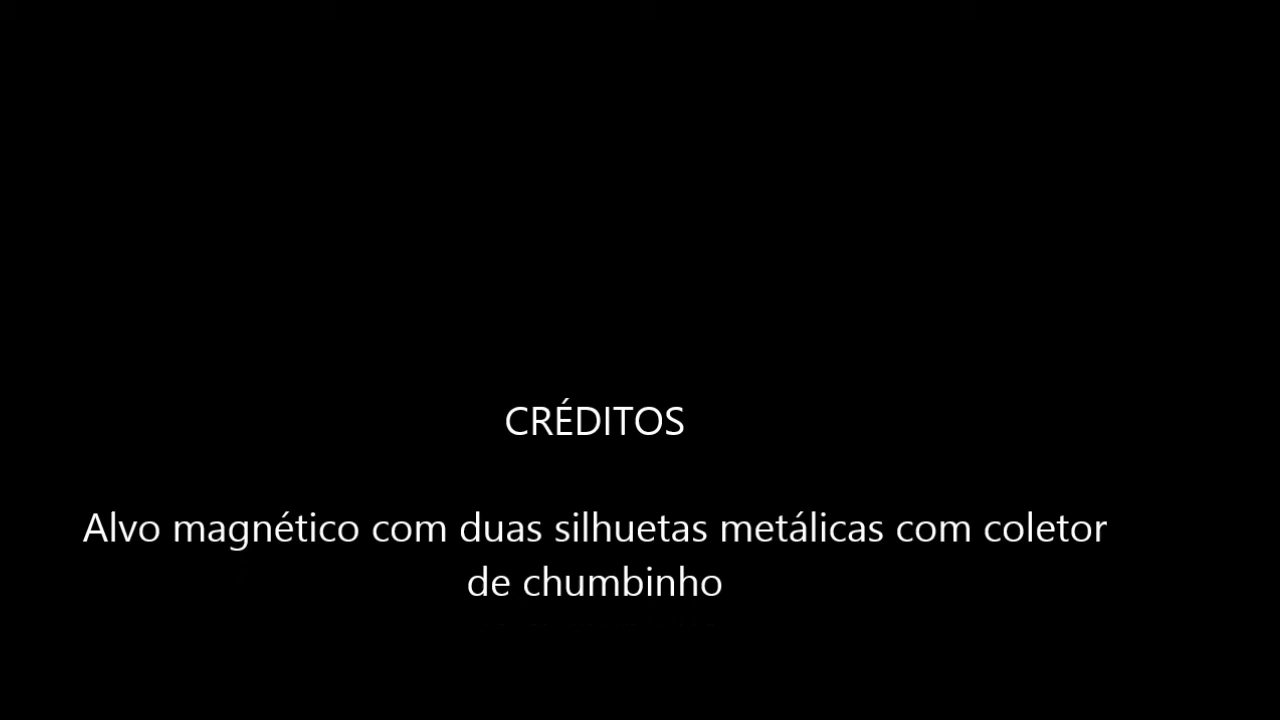 CRÉDITOS
Alvo magnético com duas silhuetas metálicas com coletor
de chumbinho